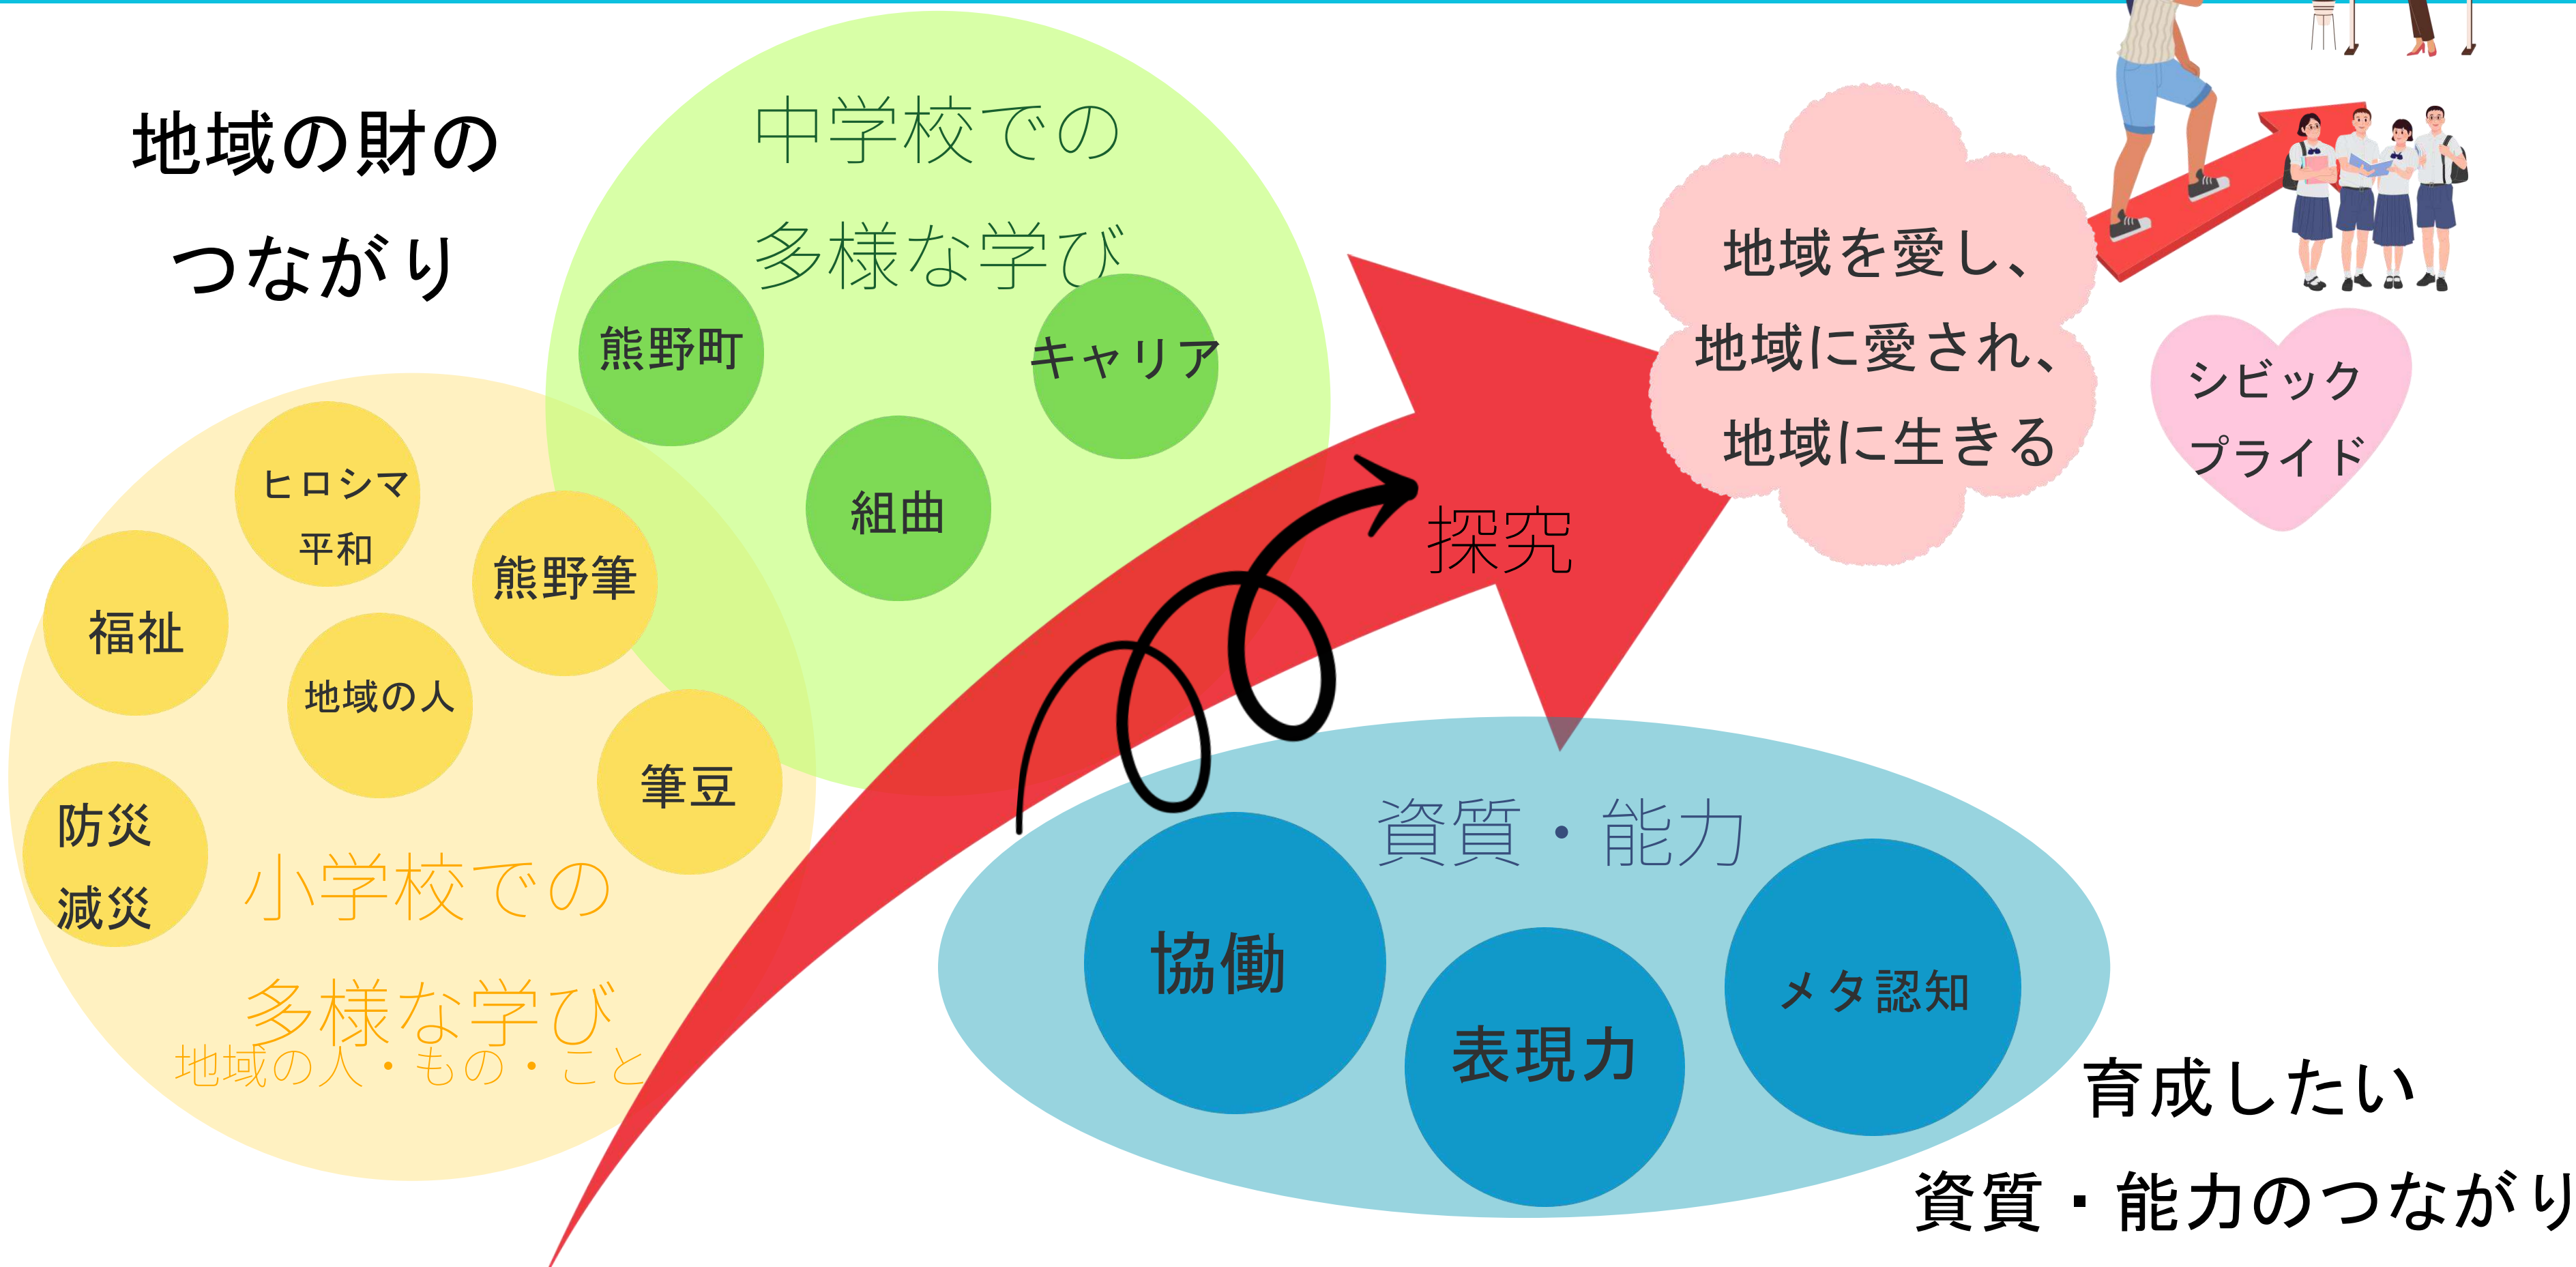 地域の財の
つながり
中学校での
多様な学び
熊野町
キャリア
組曲
ヒロシマ
平和
熊野筆
福祉
地域の人
筆豆
防災
減災
小学校での
多様な学び
地域の人・もの・こと
探究
地域を愛し、
地域に愛され、
地域に生きる
シビック
プライド
資質・能力
協働
表現力
メタ認知
育成したい
資質・能力のつながり